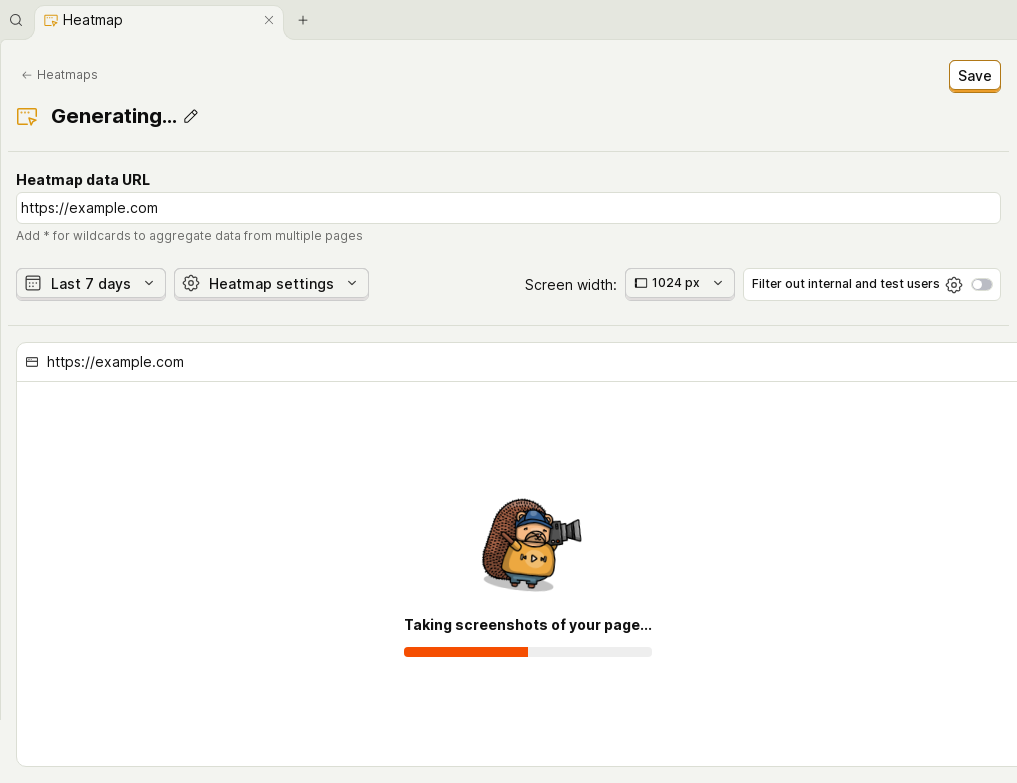 Heatmap
Heatmaps
Save
Generating...
Heatmap data URL
https://example.com
Add * for wildcards to aggregate data from multiple pages
Last 7 days
Heatmap settings
Screen width:
1024 px
Filter out internal and test users
https://example.com
Taking screenshots of your page...